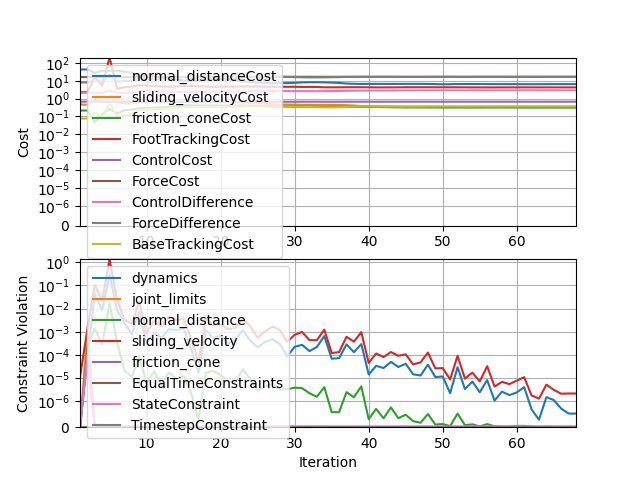 10²
10¹
10⁰
10⁻¹
10⁻²
10⁻³
10⁻⁴
10⁻⁵
10⁻⁶
0
Cost
normal_distanceCost
sliding_velocityCost
friction_coneCost
FootTrackingCost
ControlCost
ForceCost
ControlDifference
ForceDifference
BaseTrackingCost
10 20 30 40 50 60
10⁰
10⁻¹
10⁻²
10⁻³
10⁻⁴
10⁻⁵
10⁻⁶
0
Constraint Violation
dynamics
joint_limits
normal_distance
sliding_velocity
friction_cone
EqualTimeConstraints
StateConstraint
TimestepConstraint
10 20 30 40 50 60
Iteration